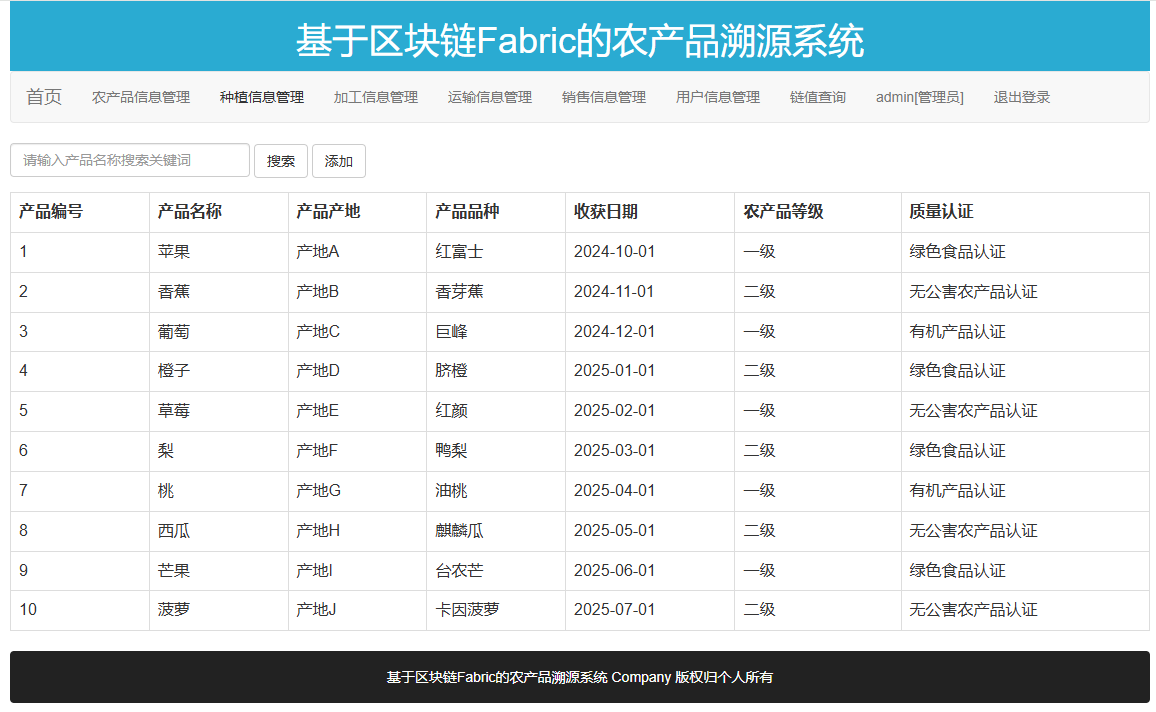 基于区块链Fabric的农产品溯源系统
首页 农产品信息管理 种植信息管理 加工信息管理 运输信息管理 销售信息管理 用户信息管理 链值查询 admin[管理员] 退出登录
请输入产品名称搜索关键词 搜索 添加
产品编号 产品名称 产品产地 产品品种 收获日期 农产品等级 质量认证
1 苹果 产地A 红富士 2024-10-01 一级 绿色食品认证
2 香蕉 产地B 香芽蕉 2024-11-01 二级 无公害农产品认证
3 葡萄 产地C 巨峰 2024-12-01 一级 有机产品认证
4 橙子 产地D 脐橙 2025-01-01 二级 绿色食品认证
5 草莓 产地E 红颜 2025-02-01 一级 无公害农产品认证
6 梨 产地F 鸭梨 2025-03-01 二级 绿色食品认证
7 桃 产地G 油桃 2025-04-01 一级 有机产品认证
8 西瓜 产地H 麒麟瓜 2025-05-01 二级 无公害农产品认证
9 芒果 产地I 台农芒 2025-06-01 一级 绿色食品认证
10 菠萝 产地J 卡因菠萝 2025-07-01 二级 无公害农产品认证
基于区块链Fabric的农产品溯源系统 Company 版权归个人所有